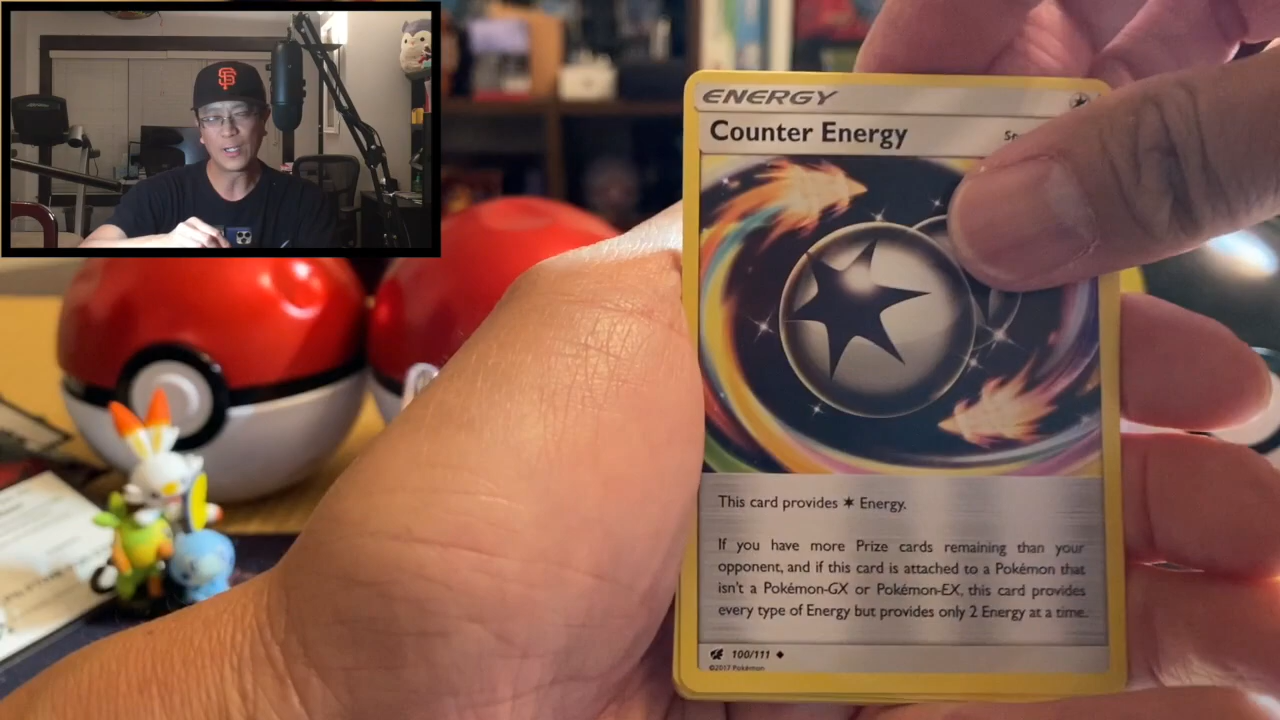 SF
ENERGY
Counter Energy
This card provides ✶ Energy.
If you have more Prize cards remaining than your
opponent, and if this card is attached to a Pokémon that
isn't a Pokémon-GX or Pokémon-EX, this card provides
every type of Energy but provides only 2 Energy at a time.
100/111 ◆
©2017 Pokémon